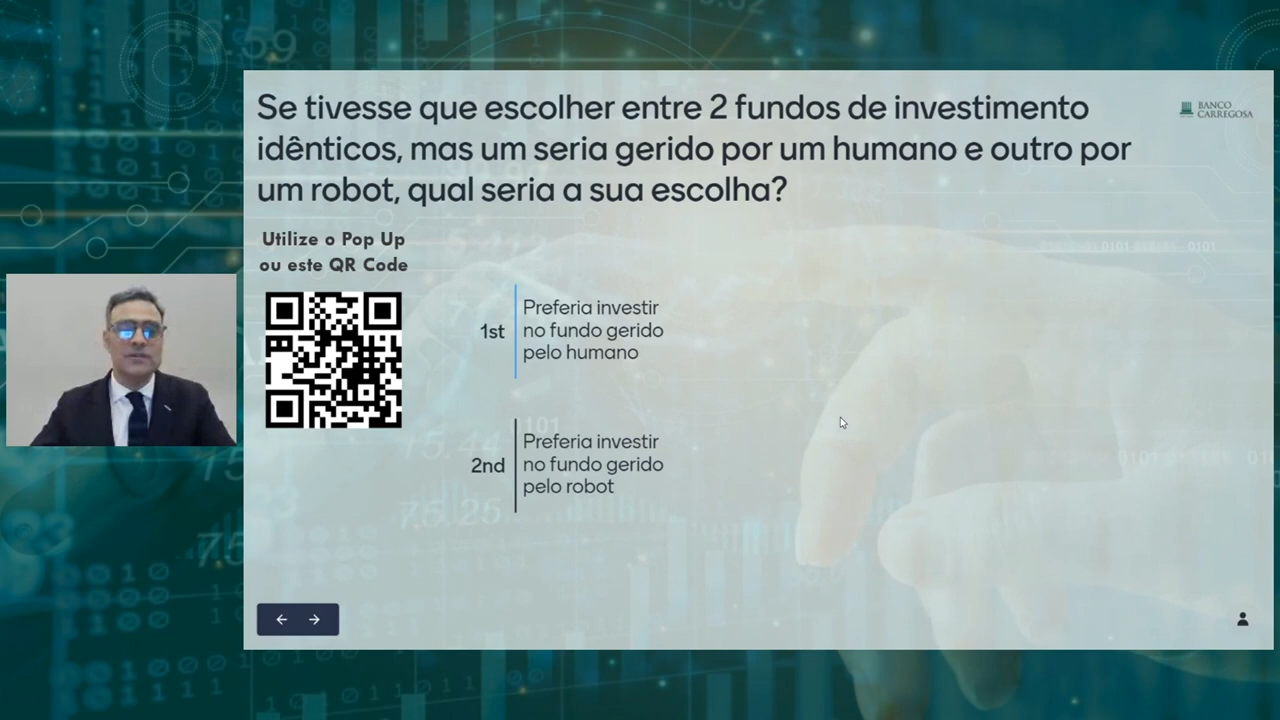 Se tivesse que escolher entre 2 fundos de investimento
idênticos, mas um seria gerido por um humano e outro por
um robot, qual seria a sua escolha?
BANCO
CARREGOSA
Utilize o Pop Up
ou este QR Code
1st
Preferia investir
no fundo gerido
pelo humano
2nd
Preferia investir
no fundo gerido
pelo robot